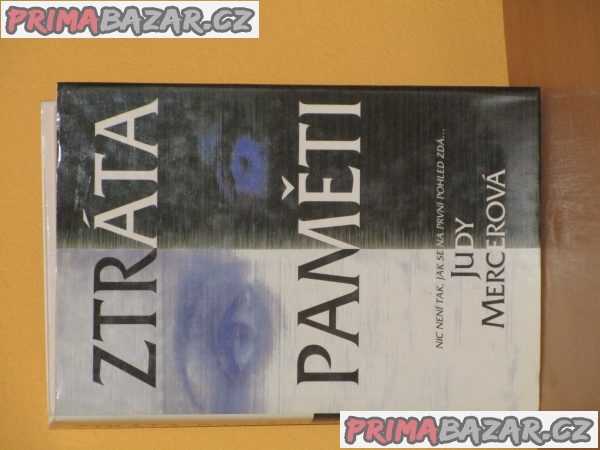 PRIMABAZAR.CZ
ZTRÁTA
PAMĚTI
NIC NENÍ TAK, JAK SE NA PRVNÍ POHLED ZDÁ...
JUDY
MERCEROVÁ
PRIMABAZAR.CZ